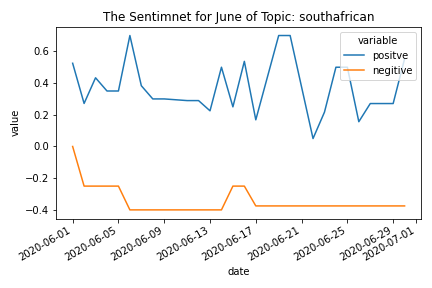 The Sentimnet for June of Topic: southafrican
variable
positve
negitive
value
0.6
0.4
0.2
0.0
−0.2
−0.4
2020-06-01
2020-06-05
2020-06-09
2020-06-13
2020-06-17
2020-06-21
2020-06-25
2020-06-29
2020-07-01
date